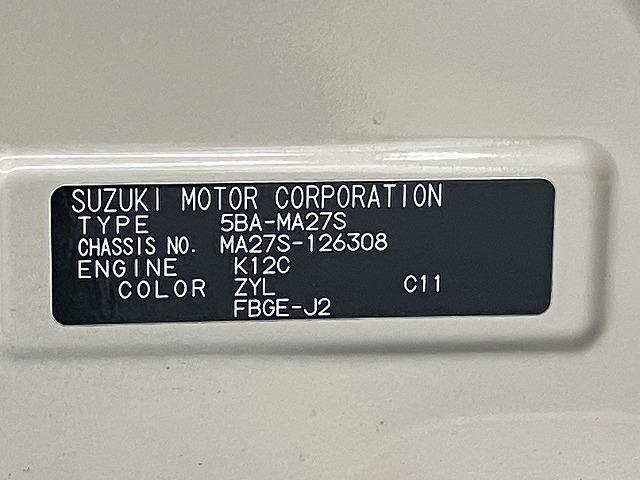 SUZUKI MOTOR CORPORATION
TYPE 5BA-MA27S
CHASSIS NO. MA27S-126308
ENGINE K12C
COLOR ZYL C11
FBGE-J2